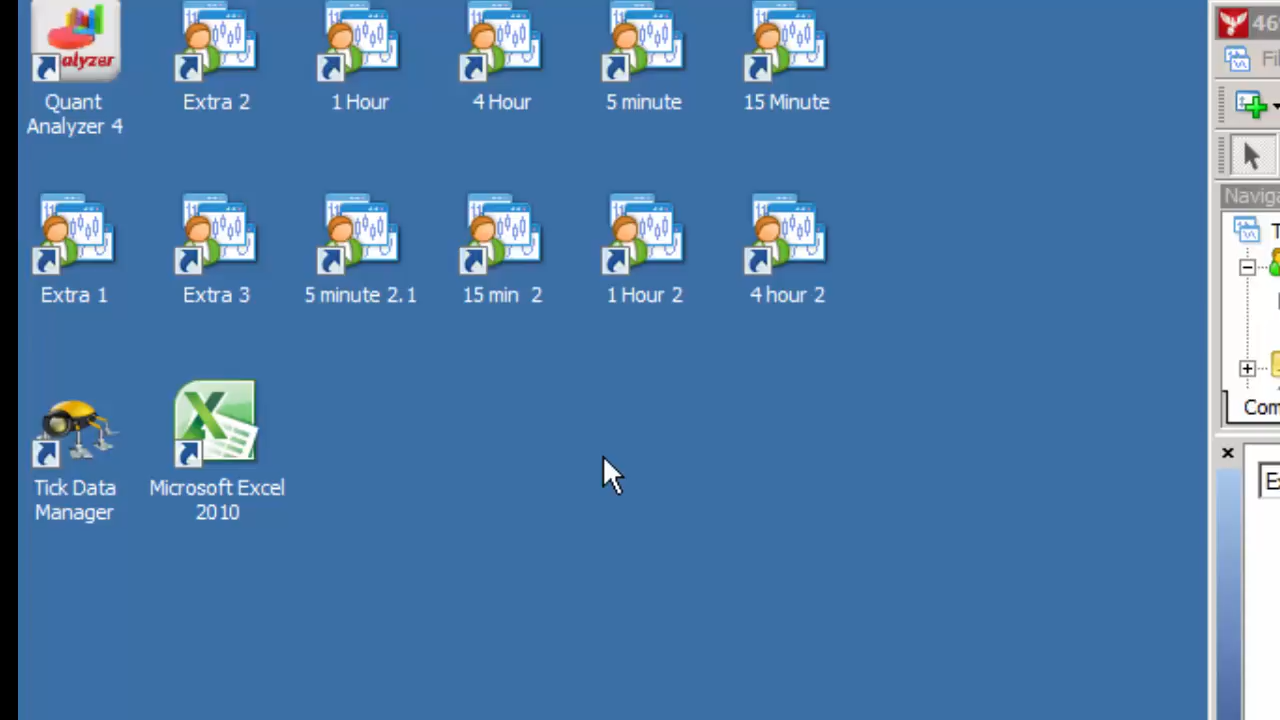 alyzer
Quant
Analyzer 4
Extra 2
1 Hour
4 Hour
5 minute
15 Minute
Extra 1
Extra 3
5 minute 2.1
15 min 2
1 Hour 2
4 hour 2
Tick Data
Manager
Microsoft Excel
2010
46
Fi
Naviga
T
Com
E